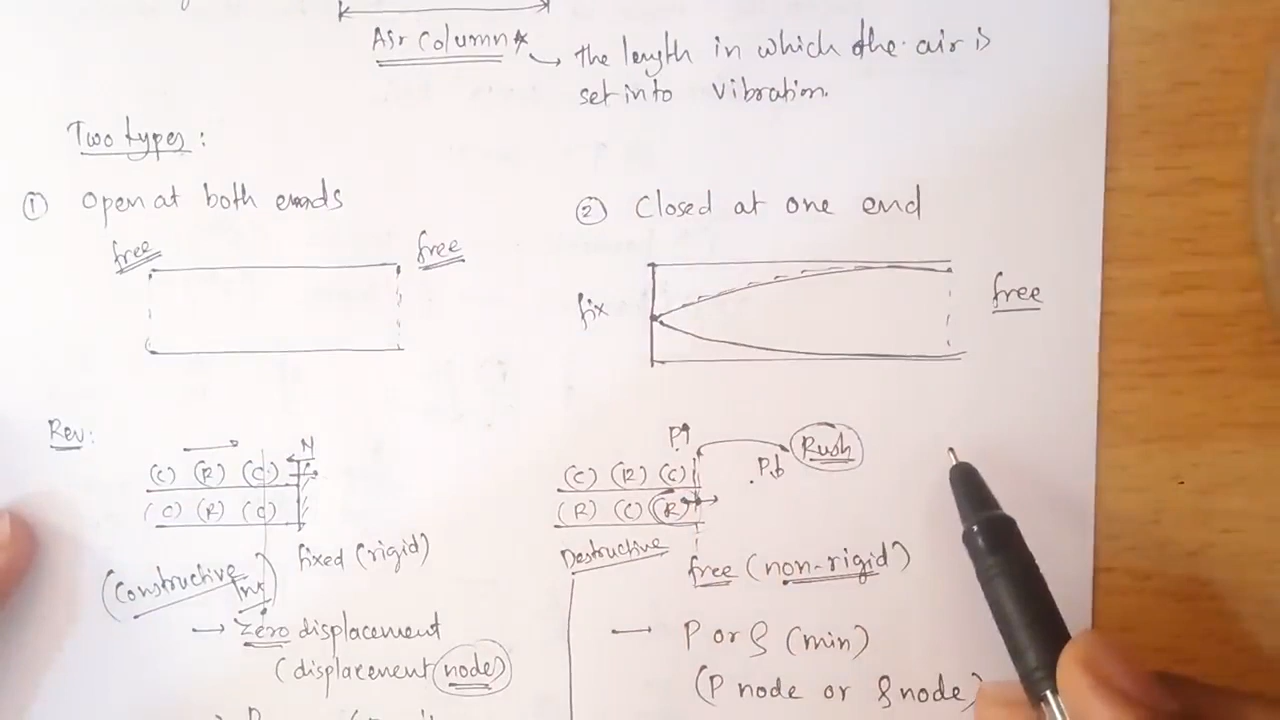 Air Column
the length in which the air is
set into vibration.
Two types:
① Open at both ends
free
free
② Closed at one end
fix
free
Rev:
N
(C) (R) (C)
(C) (R) (C)
fixed (rigid)
(Constructive Int)
→ Zero displacement
(displacement node)
P↑
Rush
P↓
(C) (R) (C)
(R) (C) (R)
Destructive
free (non-rigid)
→ P or ρ (min)
(P node or ρ node)